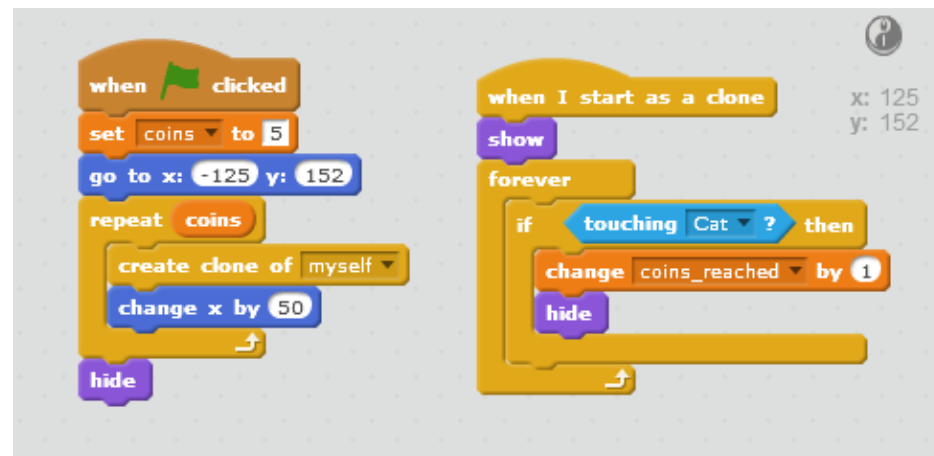 when clicked
set coins to 5
go to x: -125 y: 152
repeat coins
create clone of myself
change x by 50
hide
when I start as a clone
show
forever
if touching Cat ? then
change coins_reached by 1
hide
x: 125
y: 152